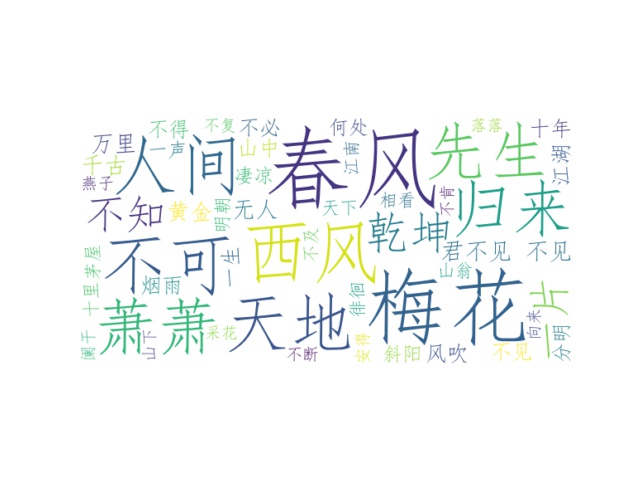 不得
不复
不必
何处
落落
十年
万里
一声
山中
江南
千古
人间
春风
先生
江湖
燕子
凄凉
相看
不肯
不知
黄金
明朝
无人
天下
归来
乾坤
不可
西风
不及
君不见
不见
十里
茅屋
烟雨
一生
山翁
萧萧
天地
徘徊
梅花
一片
向来
阑干
山下
采花
不断
安得
斜阳
风吹
不见
分明